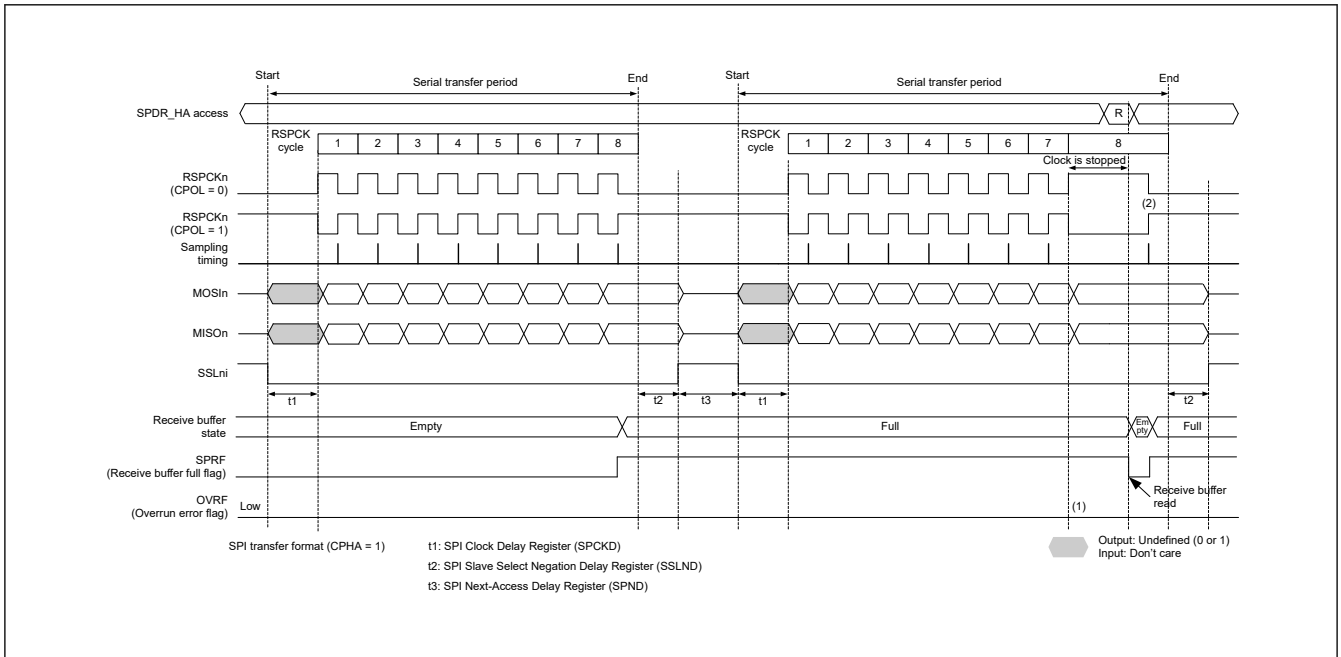 Start
Serial transfer period
End
Start
Serial transfer period
End
SPDR_HA access
R
RSPCK
cycle
1 2 3 4 5 6 7 8
RSPCK
cycle
1 2 3 4 5 6 7 8
Clock is stopped
RSPCKn
(CPOL = 0)
(2)
RSPCKn
(CPOL = 1)
Sampling
timing
MOSIn
MISOn
SSLni
t1 t2 t3 t1 t2
Receive buffer
state
Empty
Full
Em
pty
Full
SPRF
(Receive buffer full flag)
Receive buffer
read
OVRF
(Overrun error flag)
Low
(1)
SPI transfer format (CPHA = 1)
t1: SPI Clock Delay Register (SPCKD)
t2: SPI Slave Select Negation Delay Register (SSLND)
t3: SPI Next-Access Delay Register (SPND)
Output: Undefined (0 or 1)
Input: Don't care